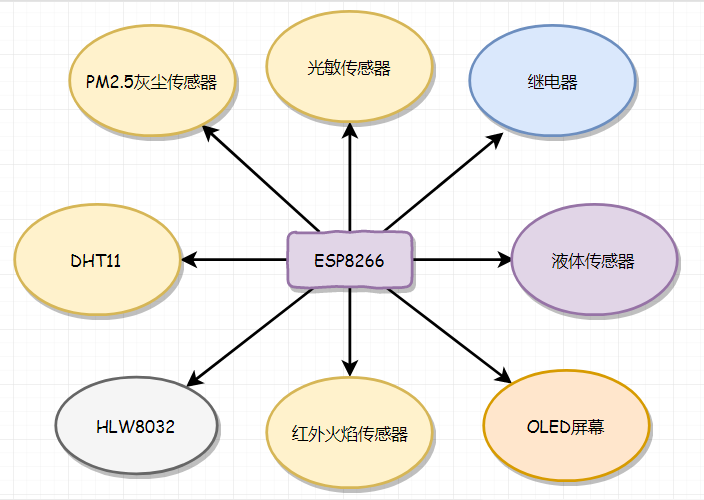 PM2.5灰尘传感器
光敏传感器
继电器
DHT11
ESP8266
液体传感器
HLW8032
红外火焰传感器
OLED屏幕